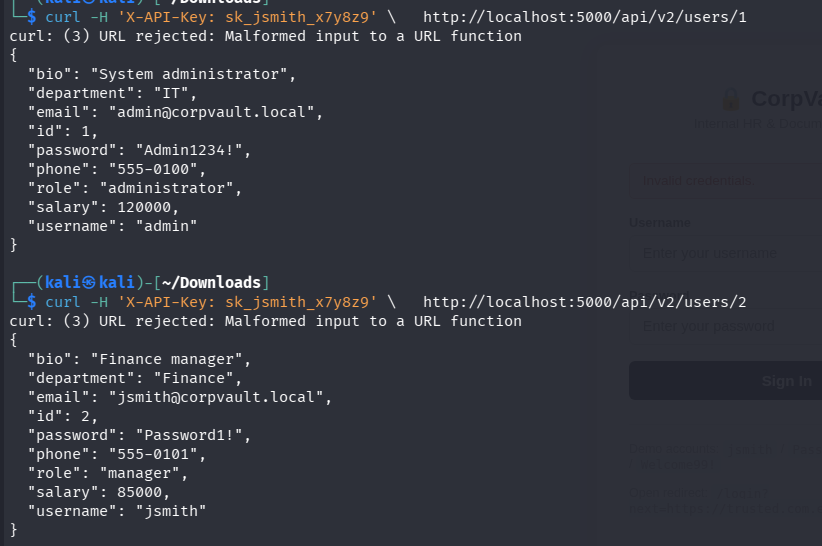 (kali㉿kali)-[~/Downloads]
└─$ curl -H 'X-API-Key: sk_jsmith_x7y8z9' \   http://localhost:5000/api/v2/users/1
curl: (3) URL rejected: Malformed input to a URL function
{
  "bio": "System administrator",
  "department": "IT",
  "email": "admin@corpvault.local",
  "id": 1,
  "password": "Admin1234!",
  "phone": "555-0100",
  "role": "administrator",
  "salary": 120000,
  "username": "admin"
}
┌──(kali㉿kali)-[~/Downloads]
└─$ curl -H 'X-API-Key: sk_jsmith_x7y8z9' \   http://localhost:5000/api/v2/users/2
curl: (3) URL rejected: Malformed input to a URL function
{
  "bio": "Finance manager",
  "department": "Finance",
  "email": "jsmith@corpvault.local",
  "id": 2,
  "password": "Password1!",
  "phone": "555-0101",
  "role": "manager",
  "salary": 85000,
  "username": "jsmith"
}
🔒 CorpVa
Internal HR & Docum
Invalid credentials
Username
Enter your username
Password
Enter your password
Sign In